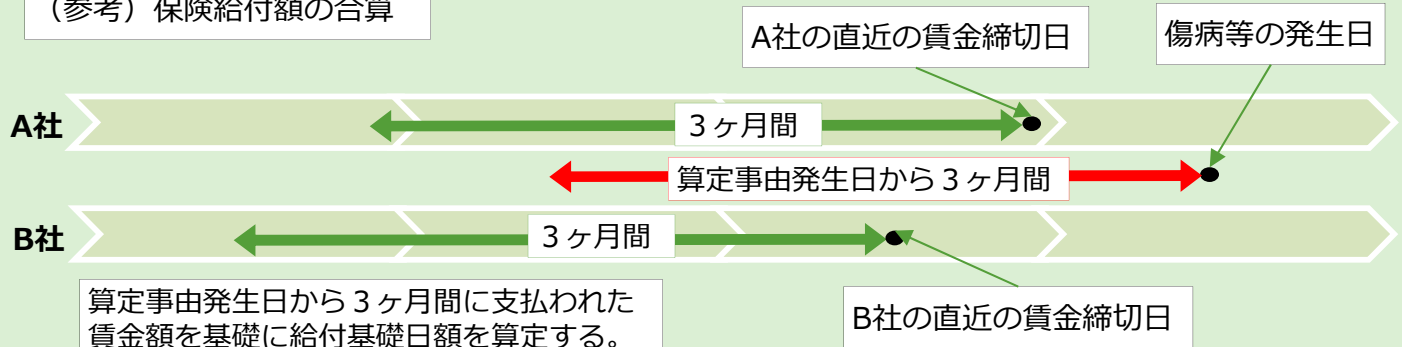 （参考）保険給付額の合算
A社の直近の賃金締切日
傷病等の発生日
A社
３ヶ月間
算定事由発生日から３ヶ月間
B社
３ヶ月間
算定事由発生日から３ヶ月間に支払われた
賃金額を基礎に給付基礎日額を算定する。
B社の直近の賃金締切日